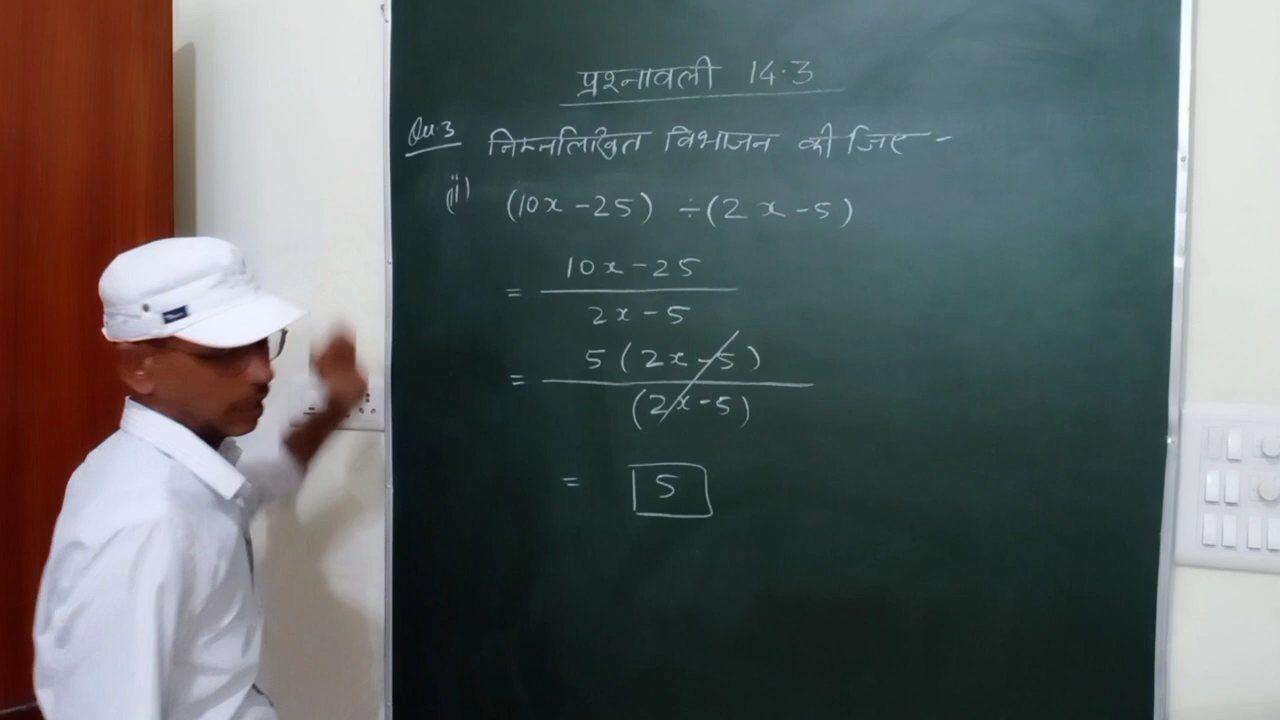 प्रश्नावली 14.3
Qu.3 निम्नलिखित विभाजन कीजिए -
(ii) (10x - 25) ÷ (2x - 5)
= 10x - 25
2x - 5
= 5 (2x - 5)
(2x - 5)
= 5